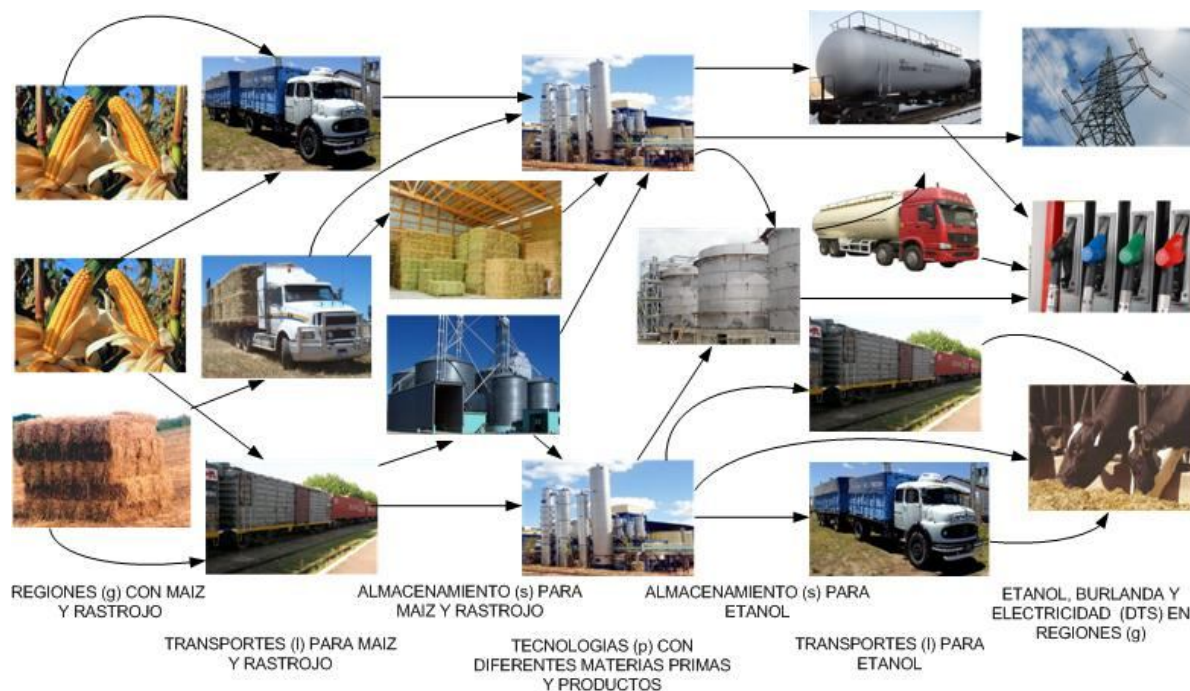 REGIONES (g) CON MAIZ
Y RASTROJO
TRANSPORTES (l) PARA MAIZ
Y RASTROJO
ALMACENAMIENTO (s) PARA
MAIZ Y RASTROJO
TECNOLOGIAS (p) CON
DIFERENTES MATERIAS PRIMAS
Y PRODUCTOS
ALMACENAMIENTO (s) PARA
ETANOL
TRANSPORTES (l) PARA
ETANOL
ETANOL, BURLANDA Y
ELECTRICIDAD (DTS) EN
REGIONES (g)